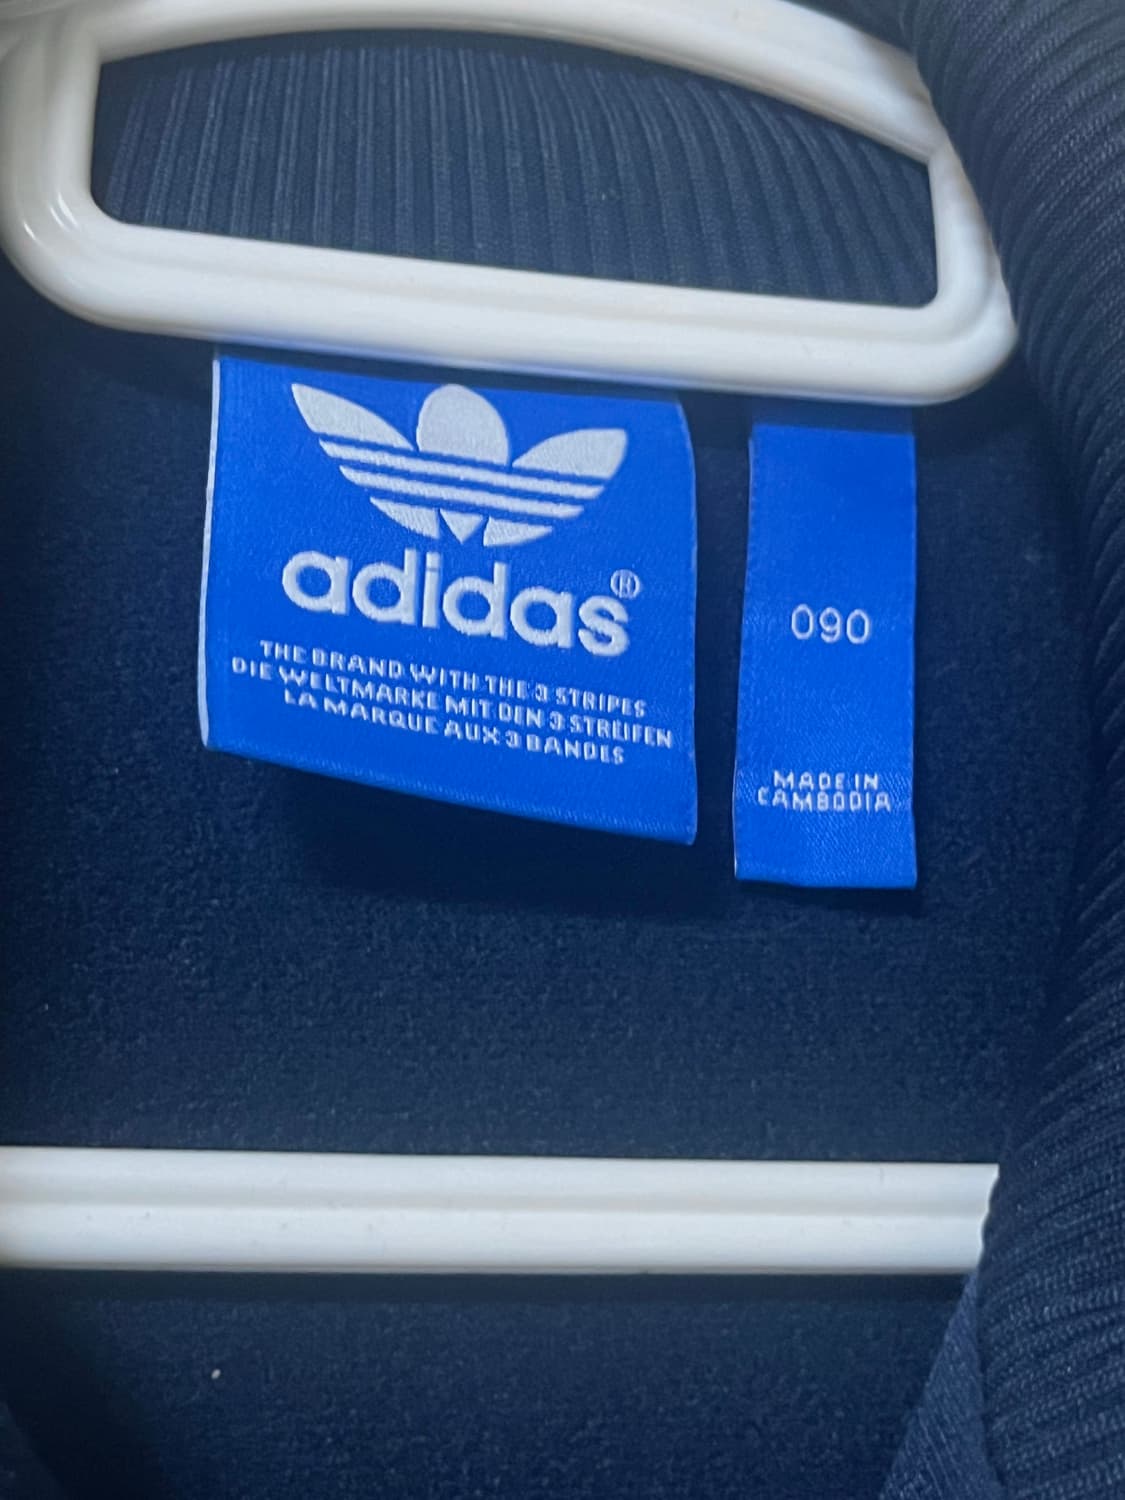 adidas®
THE BRAND WITH THE 3 STRIPES
DIE WELTMARKE MIT DEN 3 STREIFEN
LA MARQUE AUX 3 BANDES
090
MADE IN
CAMBODIA